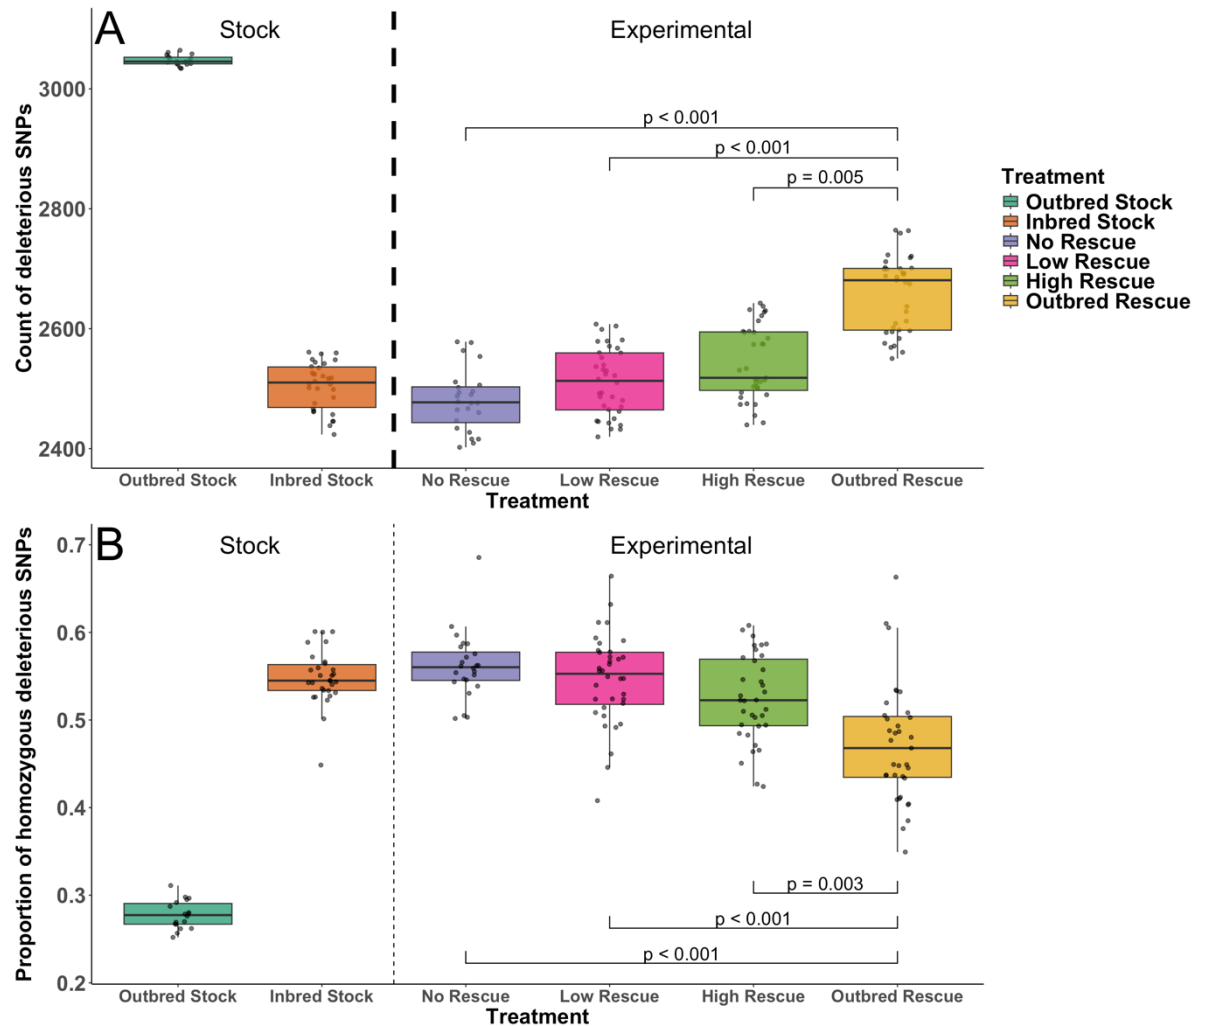 A
Stock
Experimental
Count of deleterious SNPs
3000
2800
2600
2400
p < 0.001
p < 0.001
p = 0.005
Outbred Stock
Inbred Stock
No Rescue
Low Rescue
High Rescue
Outbred Rescue
Treatment
Treatment
Outbred Stock
Inbred Stock
No Rescue
Low Rescue
High Rescue
Outbred Rescue
B
Stock
Experimental
Proportion of homozygous deleterious SNPs
0.7
0.6
0.5
0.4
0.3
0.2
p = 0.003
p < 0.001
p < 0.001
Outbred Stock
Inbred Stock
No Rescue
Low Rescue
High Rescue
Outbred Rescue
Treatment